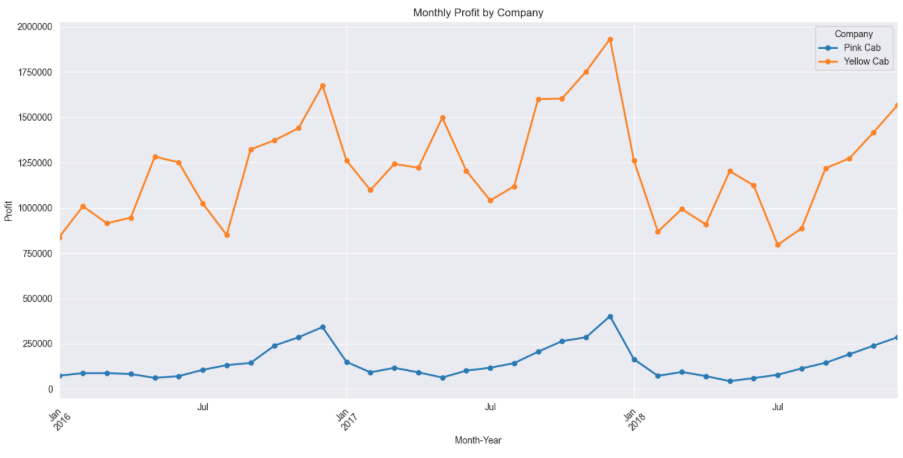 Monthly Profit by Company
2000000
1750000
1500000
1250000
1000000
750000
500000
250000
0
Profit
Company
Pink Cab
Yellow Cab
Jan
2016
Jul
Jan
2017
Jul
Jan
2018
Jul
Month-Year